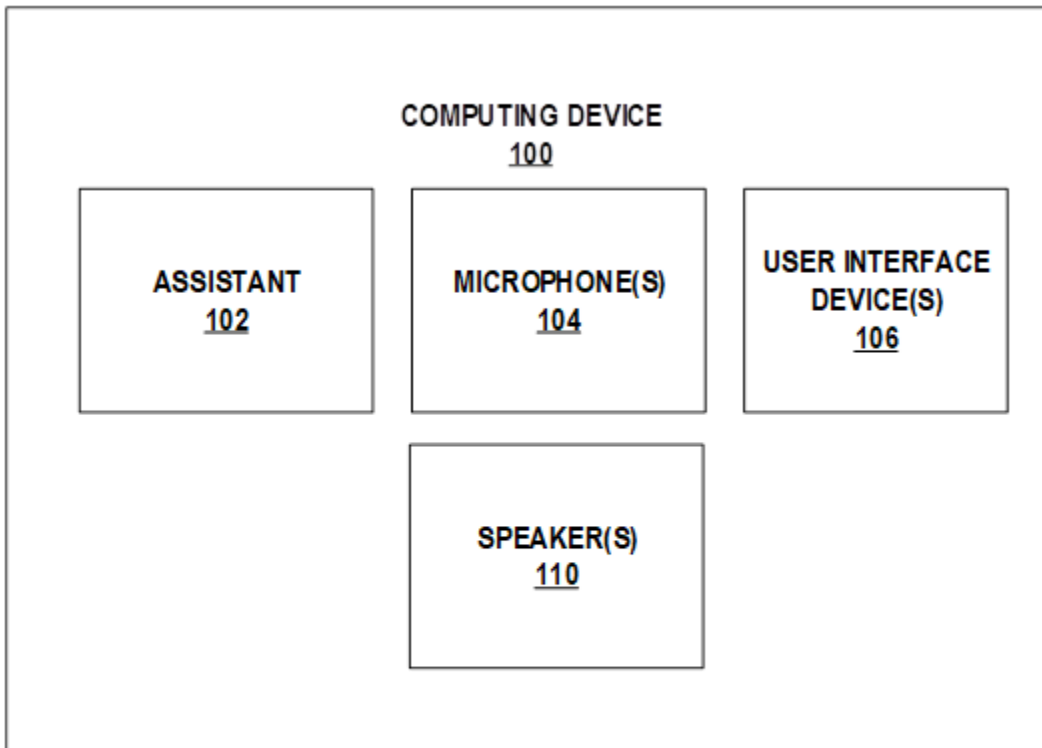 COMPUTING DEVICE
100
ASSISTANT
102
MICROPHONE(S)
104
USER INTERFACE
DEVICE(S)
106
SPEAKER(S)
110